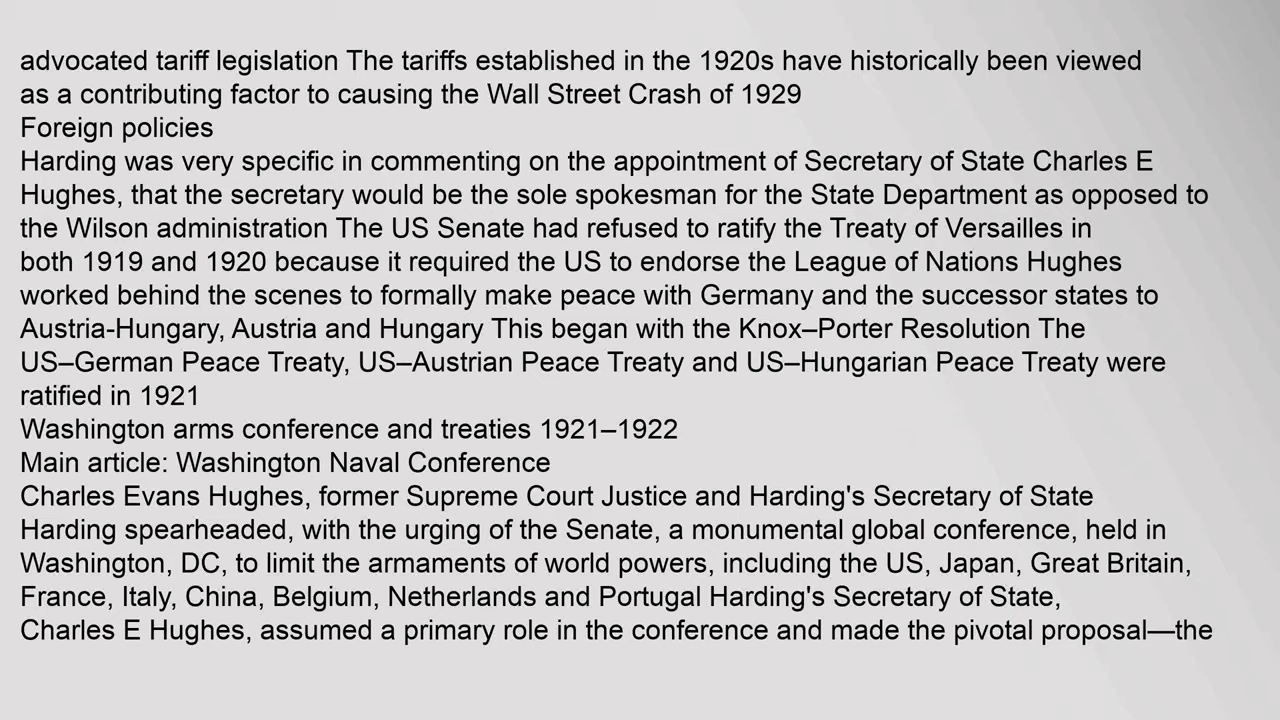 advocated tariff legislation The tariffs established in the 1920s have historically been viewed
as a contributing factor to causing the Wall Street Crash of 1929
Foreign policies
Harding was very specific in commenting on the appointment of Secretary of State Charles E
Hughes, that the secretary would be the sole spokesman for the State Department as opposed to
the Wilson administration The US Senate had refused to ratify the Treaty of Versailles in
both 1919 and 1920 because it required the US to endorse the League of Nations Hughes
worked behind the scenes to formally make peace with Germany and the successor states to
Austria-Hungary, Austria and Hungary This began with the Knox–Porter Resolution The
US–German Peace Treaty, US–Austrian Peace Treaty and US–Hungarian Peace Treaty were
ratified in 1921
Washington arms conference and treaties 1921–1922
Main article: Washington Naval Conference
Charles Evans Hughes, former Supreme Court Justice and Harding's Secretary of State
Harding spearheaded, with the urging of the Senate, a monumental global conference, held in
Washington, DC, to limit the armaments of world powers, including the US, Japan, Great Britain,
France, Italy, China, Belgium, Netherlands and Portugal Harding's Secretary of State,
Charles E Hughes, assumed a primary role in the conference and made the pivotal proposal—the